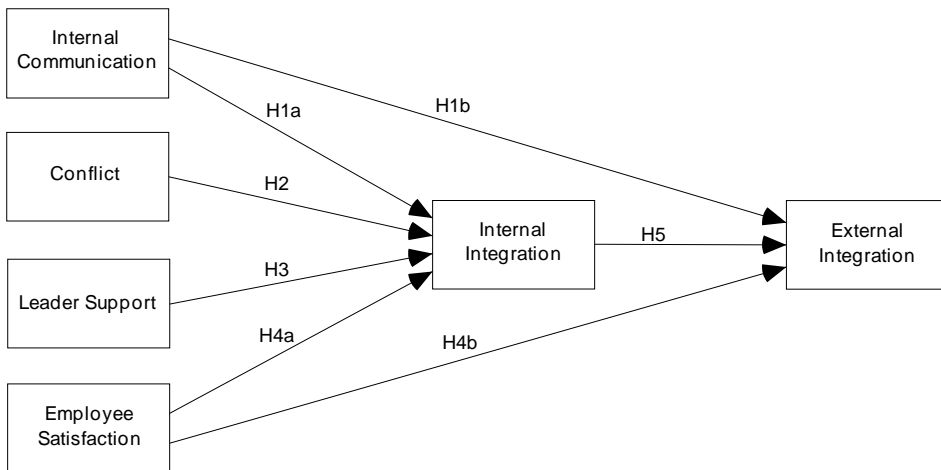 Internal
Communication
H1b
H1a
Conflict
H2
Internal
Integration
H5
External
Integration
H3
Leader Support
H4a
H4b
Employee
Satisfaction